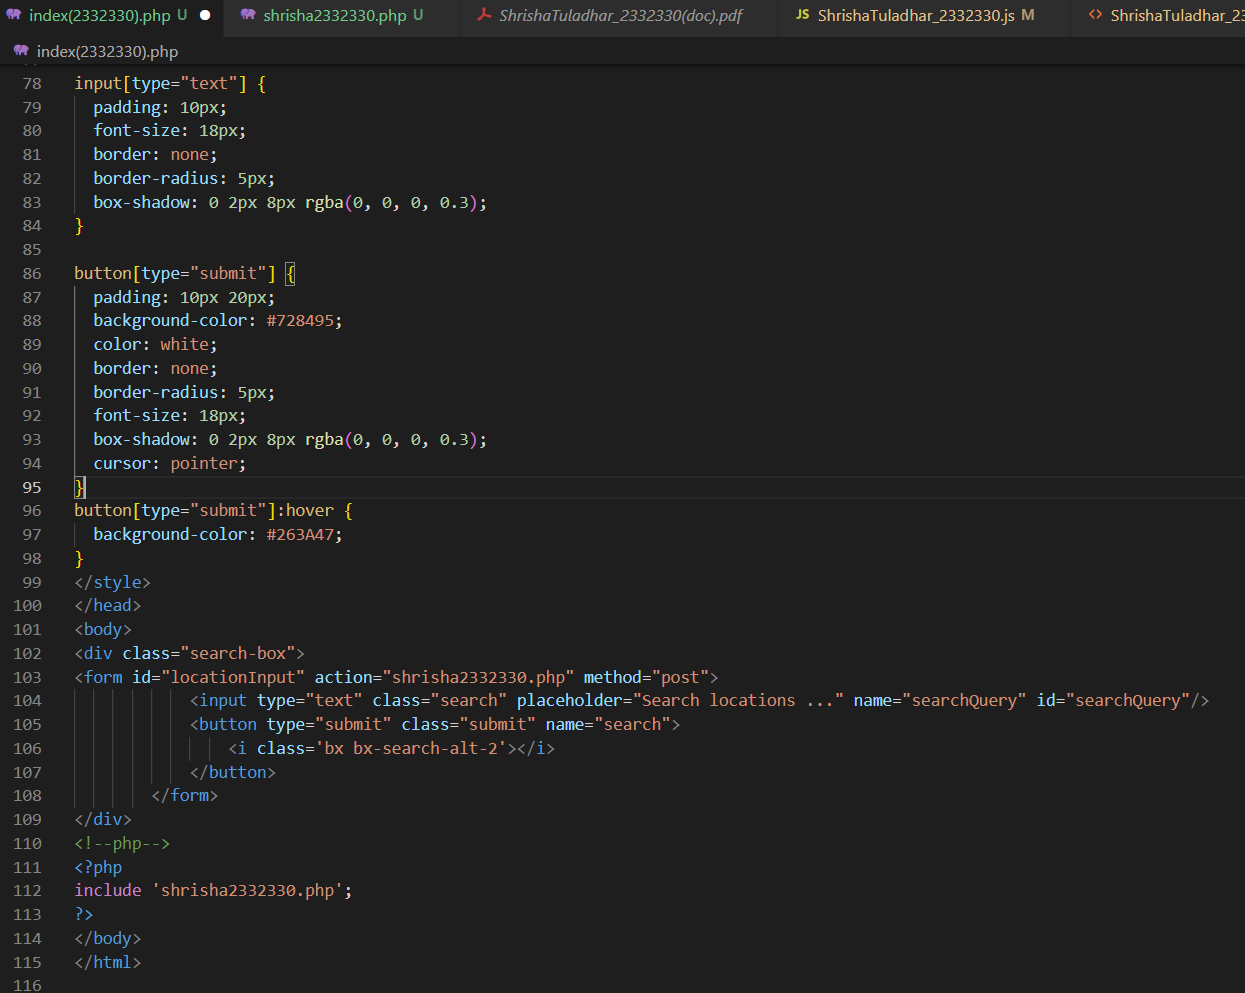 index(2332330).php U
shrisha2332330.php U
ShrishaTuladhar_2332330(doc).pdf
JS ShrishaTuladhar_2332330.js M
<> ShrishaTuladhar_23
index(2332330).php
78 input[type="text"] {
79 padding: 10px;
80 font-size: 18px;
81 border: none;
82 border-radius: 5px;
83 box-shadow: 0 2px 8px rgba(0, 0, 0, 0.3);
84 }
85
86 button[type="submit"] {
87 padding: 10px 20px;
88 background-color: #728495;
89 color: white;
90 border: none;
91 border-radius: 5px;
92 font-size: 18px;
93 box-shadow: 0 2px 8px rgba(0, 0, 0, 0.3);
94 cursor: pointer;
95 }
96 button[type="submit"]:hover {
97 background-color: #263A47;
98 }
99 </style>
100 </head>
101 <body>
102 <div class="search-box">
103 <form id="locationInput" action="shrisha2332330.php" method="post">
104 <input type="text" class="search" placeholder="Search locations ..." name="searchQuery" id="searchQuery"/>
105 <button type="submit" class="submit" name="search">
106 <i class='bx bx-search-alt-2'></i>
107 </button>
108 </form>
109 </div>
110 <!--php-->
111 <?php
112 include 'shrisha2332330.php';
113 ?>
114 </body>
115 </html>
116